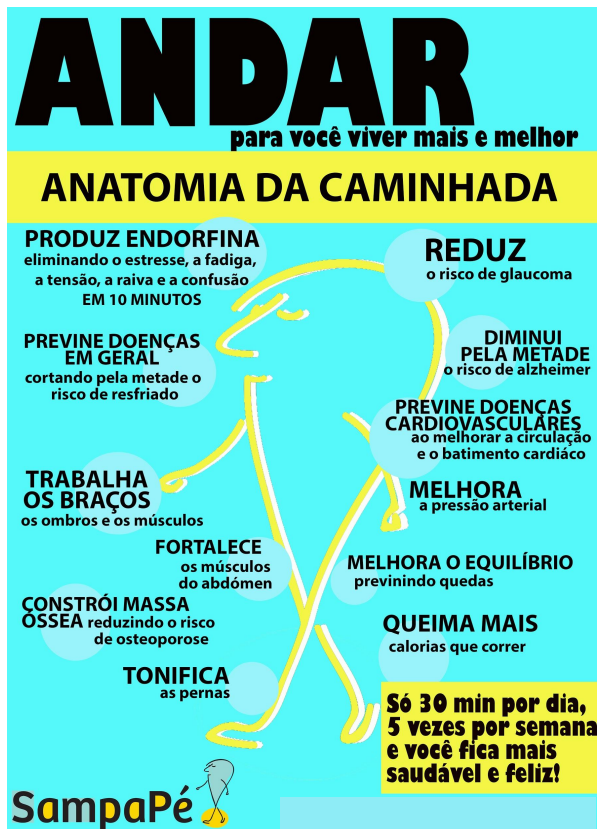 ANDAR
para você viver mais e melhor
ANATOMIA DA CAMINHADA
PRODUZ ENDORFINA
eliminando o estresse, a fadiga,
a tensão, a raiva e a confusão
EM 10 MINUTOS
REDUZ
o risco de glaucoma
PREVINE DOENÇAS
EM GERAL
cortando pela metade o
risco de resfriado
DIMINUI
PELA METADE
o risco de alzheimer
PREVINE DOENÇAS
CARDIOVASCULARES
ao melhorar a circulação
e o batimento cardiáco
TRABALHA
OS BRAÇOS
os ombros e os músculos
MELHORA
a pressão arterial
FORTALECE
os músculos
do abdómen
MELHORA O EQUILÍBRIO
previnindo quedas
CONSTRÓI MASSA
ÓSSEA reduzindo o risco
de osteoporose
QUEIMA MAIS
calorias que correr
TONIFICA
as pernas
Só 30 min por dia,
5 vezes por semana
e você fica mais
saudável e feliz!
SampaPé